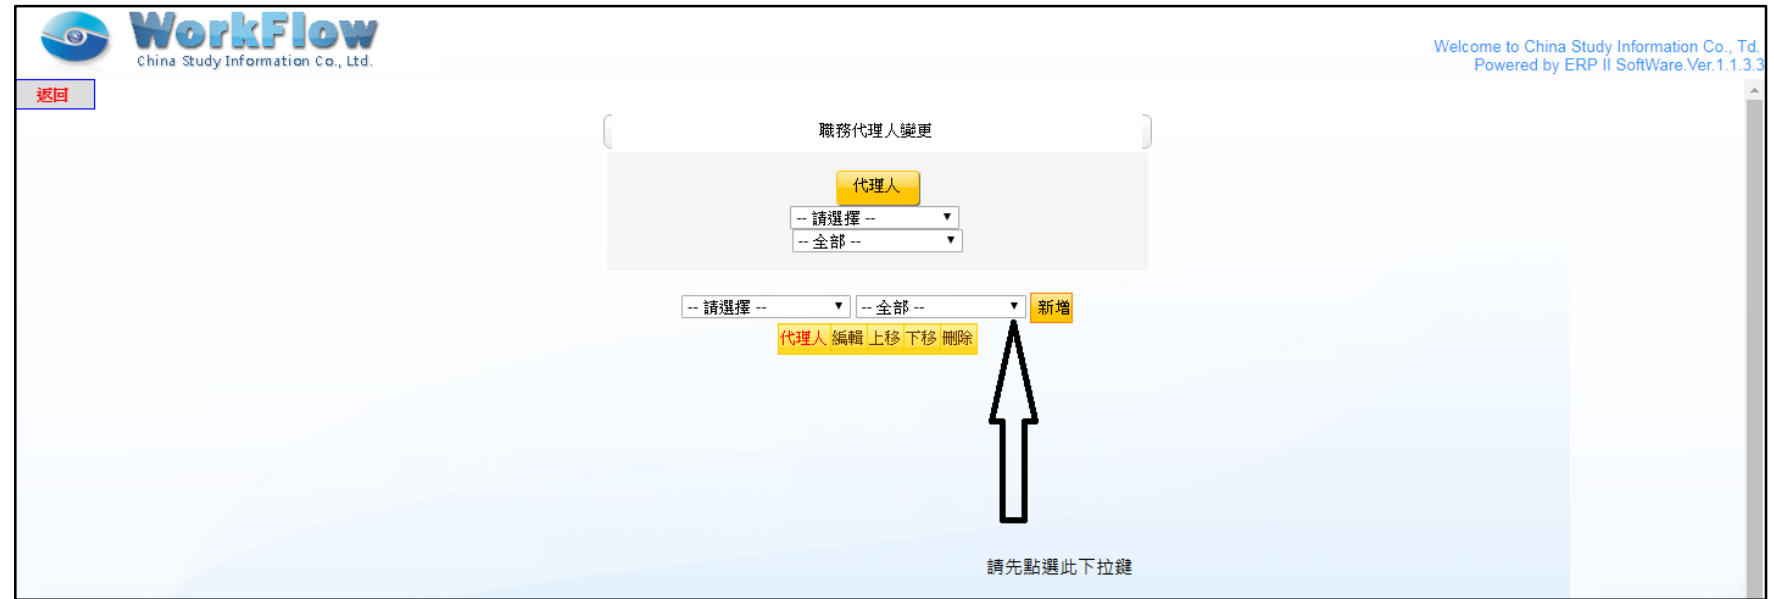 WorkFlow
China Study Information Co., Ltd.
Welcome to China Study Information Co., Td.
Powered by ERP II SoftWare.Ver.1.1.3.3
返回
職務代理人變更
代理人
-- 請選擇 --
-- 全部 --
-- 請選擇 -- -- 全部 -- 新增
代理人 編輯 上移 下移 刪除
請先點選此下拉鍵